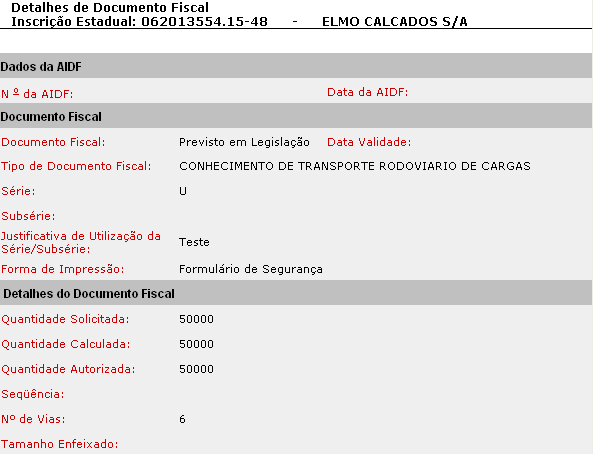 Detalhes de Documento Fiscal
Inscrição Estadual: 062013554.15-48 - ELMO CALCADOS S/A
Dados da AIDF
N º da AIDF: Data da AIDF:
Documento Fiscal
Documento Fiscal: Previsto em Legislação Data Validade:
Tipo de Documento Fiscal: CONHECIMENTO DE TRANSPORTE RODOVIARIO DE CARGAS
Série: U
Subsérie:
Justificativa de Utilização da
Série/Subsérie: Teste
Forma de Impressão: Formulário de Segurança
Detalhes do Documento Fiscal
Quantidade Solicitada: 50000
Quantidade Calculada: 50000
Quantidade Autorizada: 50000
Seqüência:
Nº de Vias: 6
Tamanho Enfeixado: